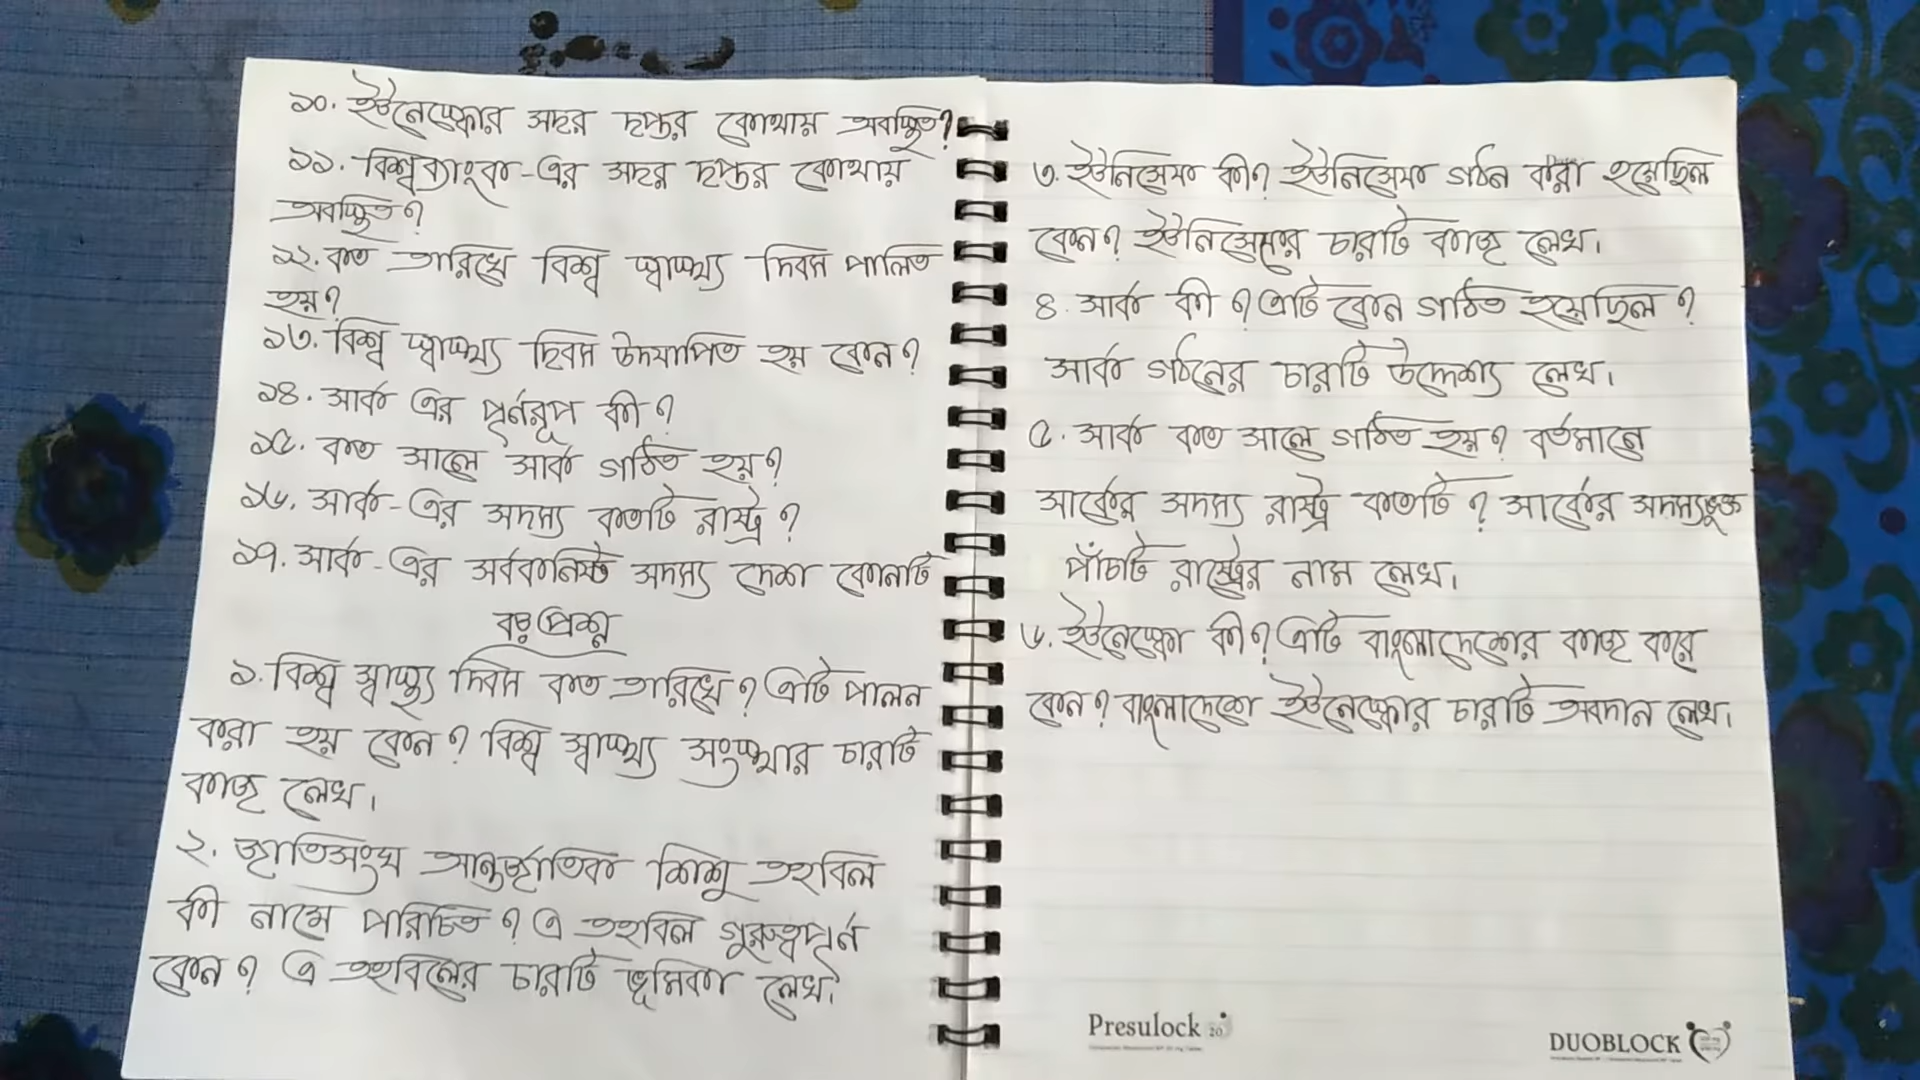 ১০. ইউনেস্কোর সদর দপ্তর কোথায় অবস্থিত?
১১. বিশ্বব্যাংক-এর সদর দপ্তর কোথায়
অবস্থিত?
১২. কত তারিখে বিশ্ব স্বাস্থ্য দিবস পালিত
হয়?
১৩. বিশ্ব স্বাস্থ্য দিবস উদযাপিত হয় কেন?
১৪. সার্ক এর পূর্ণরূপ কী?
১৫. কত সালে সার্ক গঠিত হয়?
১৬. সার্ক-এর সদস্য কতটি রাষ্ট্র?
১৭. সার্ক-এর সর্বকনিষ্ট সদস্য দেশ কোনটি
বড় প্রশ্ন
১. বিশ্ব স্বাস্থ্য দিবস কত তারিখে? এটি পালন
করা হয় কেন? বিশ্ব স্বাস্থ্য সংস্থার চারটি
কাজ লেখ।
২. জাতিসংঘ আন্তর্জাতিক শিশু তহবিল
কী নামে পরিচিত? এ তহবিল গুরুত্বপূর্ন
কেন? এ তহবিলের চারটি ভূমিকা লেখ।
৩. ইউনিসেফ কী? ইউনিসেফ গঠন করা হয়েছিল
কেন? ইউনিসেফের চারটি কাজ লেখ।
৪. সার্ক কী? এটি কেন গঠিত হয়েছিল?
সার্ক গঠনের চারটি উদ্দেশ্য লেখ।
৫. সার্ক কত সালে গঠিত হয়? বর্তমানে
সার্কের সদস্য রাষ্ট্র কতটি? সার্কের সদস্যভুক্ত
পাঁচটি রাষ্ট্রের নাম লেখ।
৬. ইউনেস্কো কী? এটি বাংলাদেশের কাজ করে
কেন? বাংলাদেশে ইউনেস্কোর চারটি অবদান লেখ।
Presulock 20
DUOBLOCK